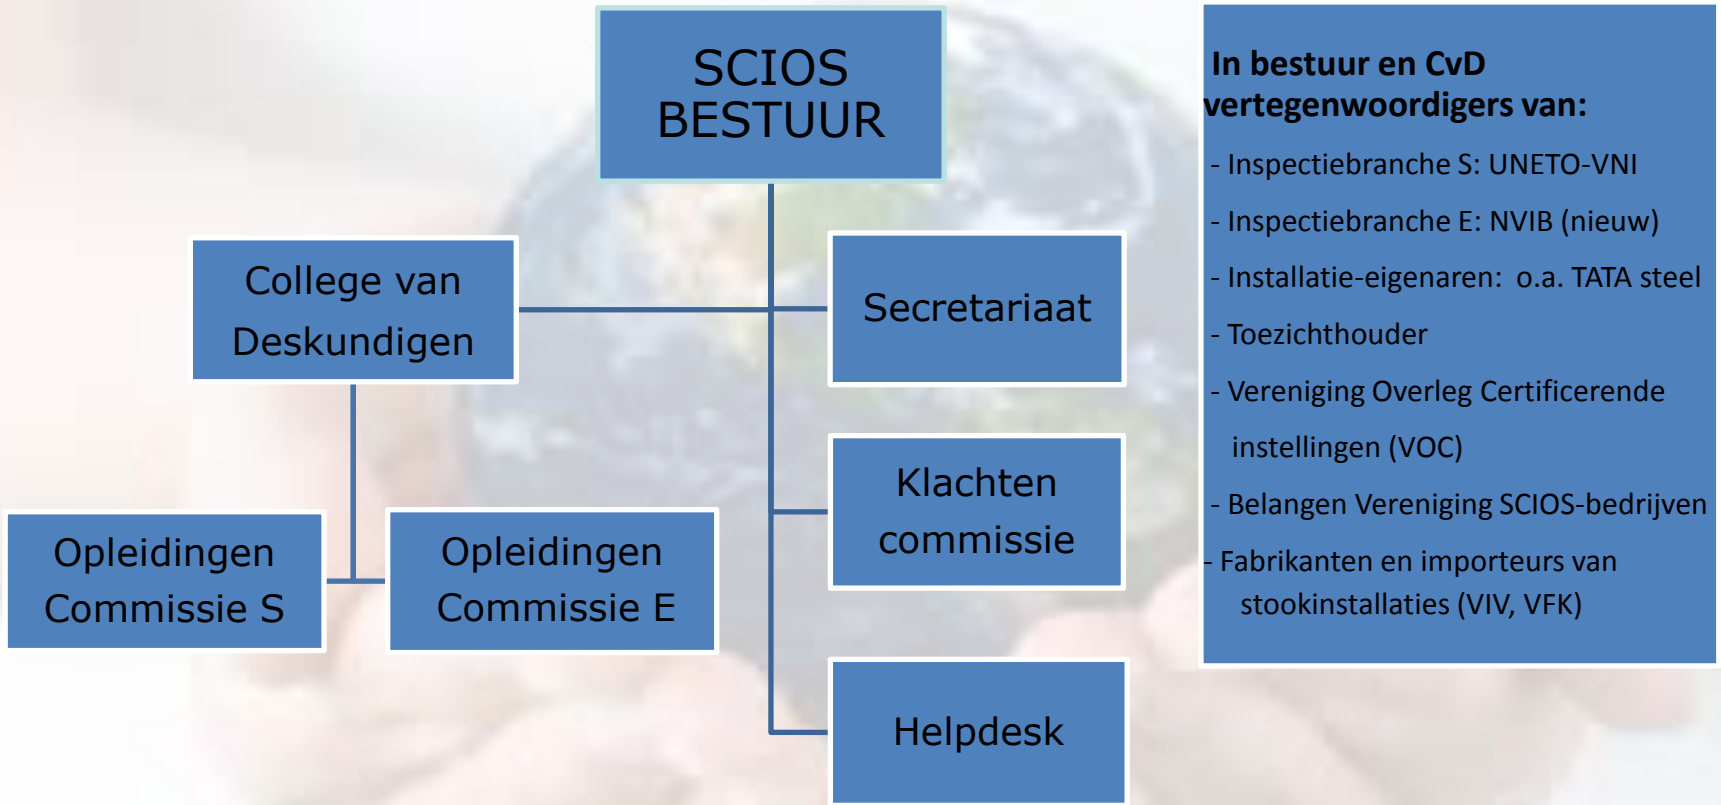 SCIOS
BESTUUR
College van
Deskundigen
Secretariaat
Klachten
commissie
Opleidingen
Commissie S
Opleidingen
Commissie E
Helpdesk
In bestuur en CvD
vertegenwoordigers van:
- Inspectiebranche S: UNETO-VNI
- Inspectiebranche E: NVIB (nieuw)
- Installatie-eigenaren:  o.a. TATA steel
- Toezichthouder
- Vereniging Overleg Certificerende
instellingen (VOC)
- Belangen Vereniging SCIOS-bedrijven
- Fabrikanten en importeurs van
stookinstallaties (VIV, VFK)